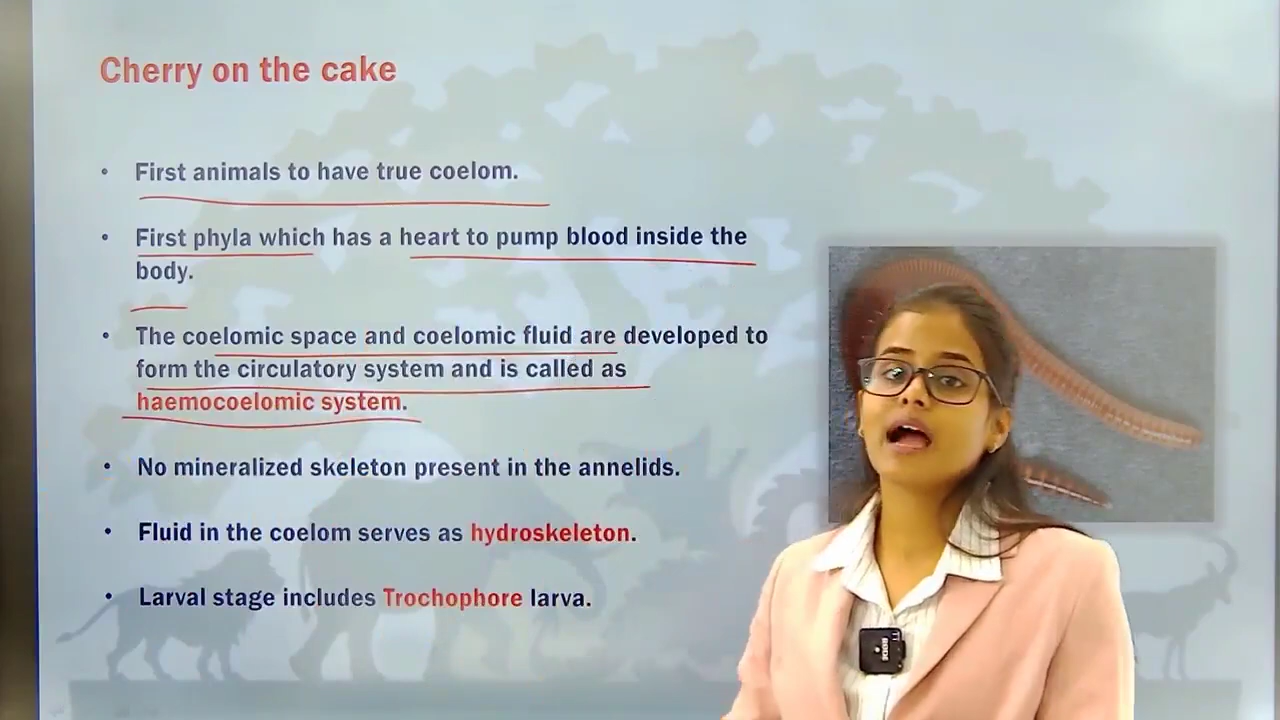 Cherry on the cake
• First animals to have true coelom.
• First phyla which has a heart to pump blood inside the
body.
• The coelomic space and coelomic fluid are developed to
form the circulatory system and is called as
haemocoelomic system.
• No mineralized skeleton present in the annelids.
• Fluid in the coelom serves as hydroskeleton.
• Larval stage includes Trochophore larva.
RODE